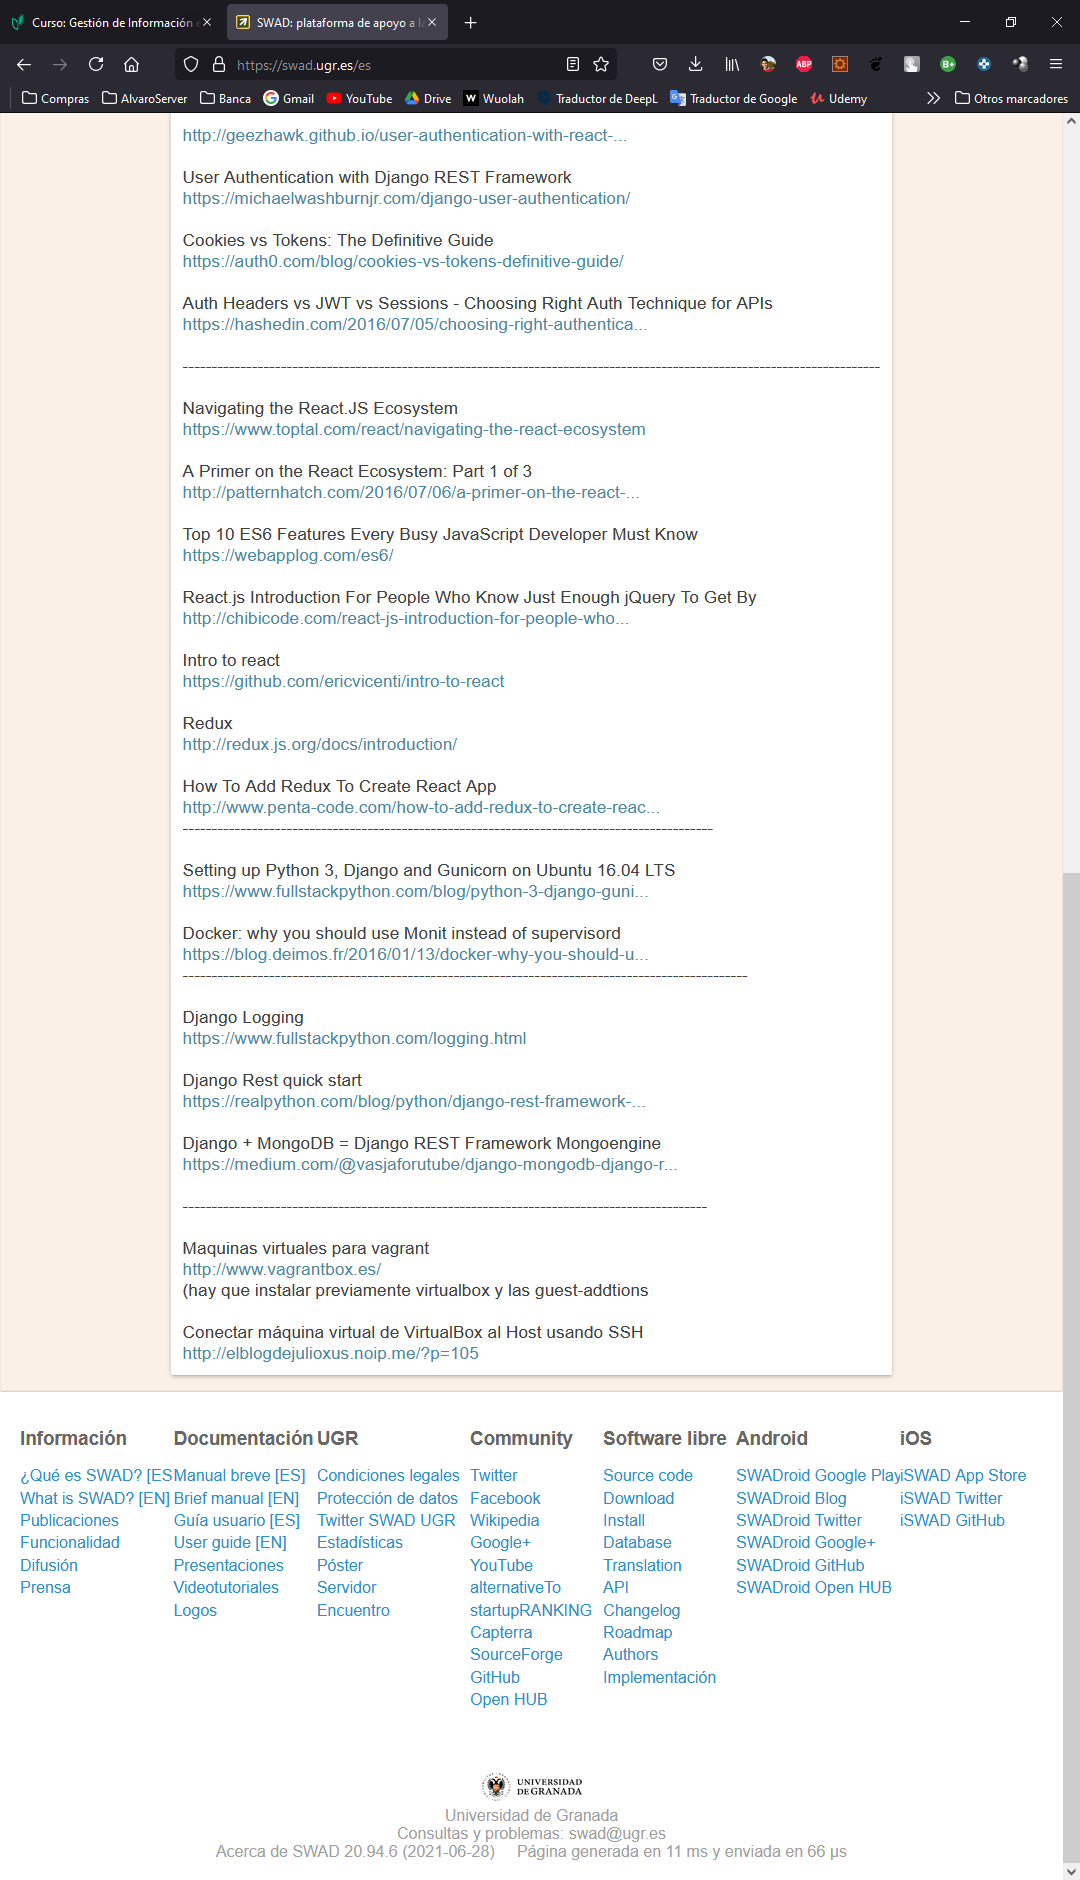 Curso: Gestión de Información
SWAD: plataforma de apoyo a l
https://swad.ugr.es/es
Compras
AlvaroServer
Banca
Gmail
YouTube
Drive
Wuolah
Traductor de DeepL
Traductor de Google
Udemy
Otros marcadores
http://geezhawk.github.io/user-authentication-with-react-...
User Authentication with Django REST Framework
https://michaelwashburnjr.com/django-user-authentication/
Cookies vs Tokens: The Definitive Guide
https://auth0.com/blog/cookies-vs-tokens-definitive-guide/
Auth Headers vs JWT vs Sessions - Choosing Right Auth Technique for APIs
https://hashedin.com/2016/07/05/choosing-right-authentica...
Navigating the React.JS Ecosystem
https://www.toptal.com/react/navigating-the-react-ecosystem
A Primer on the React Ecosystem: Part 1 of 3
http://patternhatch.com/2016/07/06/a-primer-on-the-react-...
Top 10 ES6 Features Every Busy JavaScript Developer Must Know
https://webapplog.com/es6/
React.js Introduction For People Who Know Just Enough jQuery To Get By
http://chibicode.com/react-js-introduction-for-people-who...
Intro to react
https://github.com/ericvicenti/intro-to-react
Redux
http://redux.js.org/docs/introduction/
How To Add Redux To Create React App
http://www.penta-code.com/how-to-add-redux-to-create-reac...
Setting up Python 3, Django and Gunicorn on Ubuntu 16.04 LTS
https://www.fullstackpython.com/blog/python-3-django-guni...
Docker: why you should use Monit instead of supervisord
https://blog.deimos.fr/2016/01/13/docker-why-you-should-u...
Django Logging
https://www.fullstackpython.com/logging.html
Django Rest quick start
https://realpython.com/blog/python/django-rest-framework-...
Django + MongoDB = Django REST Framework Mongoengine
https://medium.com/@vasjaforutube/django-mongodb-django-r...
Maquinas virtuales para vagrant
http://www.vagrantbox.es/
(hay que instalar previamente virtualbox y las guest-addtions
Conectar máquina virtual de VirtualBox al Host usando SSH
http://elblogdejulioxus.noip.me/?p=105
Información
¿Qué es SWAD? [ES
What is SWAD? [EN]
Publicaciones
Funcionalidad
Difusión
Prensa
Documentación
Manual breve [ES]
Brief manual [EN]
Guía usuario [ES]
User guide [EN]
Presentaciones
Videotutoriales
Logos
UGR
Condiciones legales
Protección de datos
Twitter SWAD UGR
Estadísticas
Póster
Servidor
Encuentro
Community
Twitter
Facebook
Wikipedia
Google+
YouTube
alternativeTo
startupRANKING
Capterra
SourceForge
GitHub
Open HUB
Software libre
Source code
Download
Install
Database
Translation
API
Changelog
Roadmap
Authors
Implementación
Android
SWADroid Google Play
SWADroid Blog
SWADroid Twitter
SWADroid Google+
SWADroid GitHub
SWADroid Open HUB
iOS
iSWAD App Store
iSWAD Twitter
iSWAD GitHub
UNIVERSIDAD
DE GRANADA
Universidad de Granada
Consultas y problemas: swad@ugr.es
Acerca de SWAD 20.94.6 (2021-06-28) Página generada en 11 ms y enviada en 66 µs